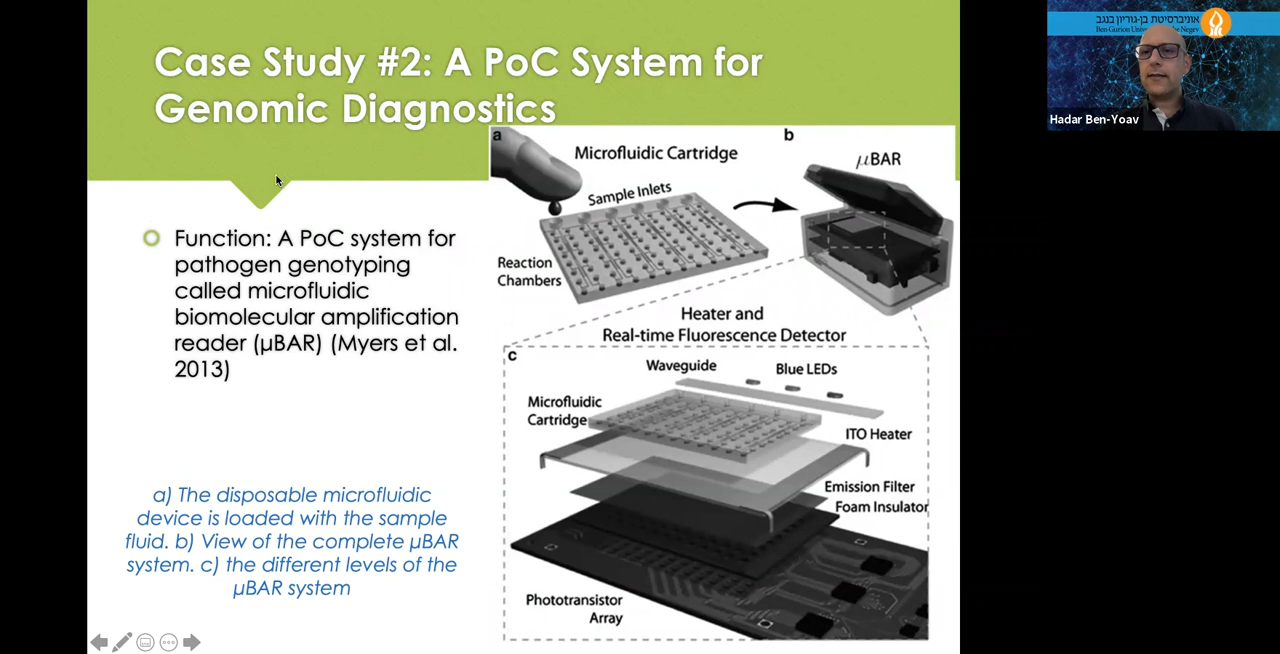 Case Study #2: A PoC System for
Genomic Diagnostics
Function: A PoC system for
pathogen genotyping
called microfluidic
biomolecular amplification
reader (µBAR) (Myers et al.
2013)
a) The disposable microfluidic
device is loaded with the sample
fluid. b) View of the complete µBAR
system. c) the different levels of the
µBAR system
a
Microfluidic Cartridge
Sample Inlets
Reaction
Chambers
b
µBAR
Heater and
Real-time Fluorescence Detector
c
Waveguide
Blue LEDs
Microfluidic
Cartridge
ITO Heater
Emission Filter
Foam Insulator
Phototransistor
Array
אוניברסיטת בן-גוריון בנגב
Ben-Gurion Negev
Hadar Ben-Yoav